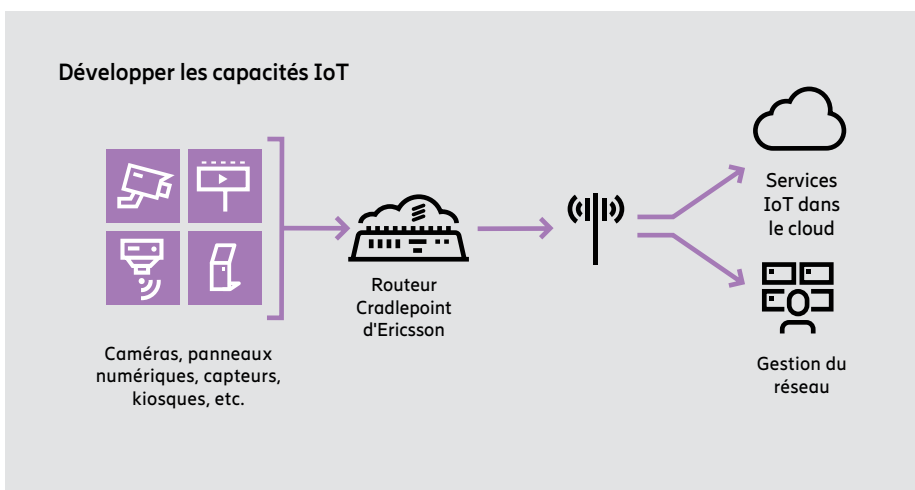 Développer les capacités IoT
Services
IoT dans
le cloud
Routeur
Cradlepoint
d'Ericsson
Caméras, panneaux
numériques, capteurs,
kiosques, etc.
Gestion du
réseau